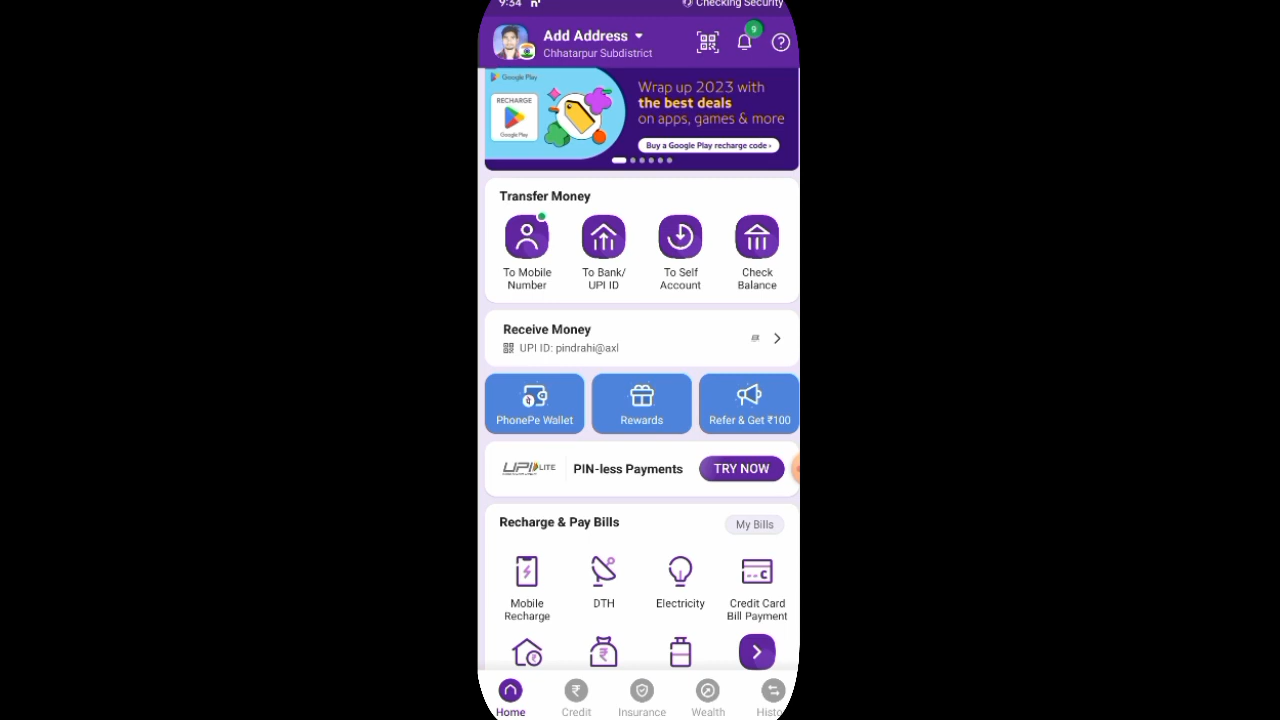 9:34
Checking Security
Add Address
9
Chhatarpur Subdistrict
Google Play
RECHARGE
Google Play
Wrap up 2023 with
the best deals
on apps, games & more
Buy a Google Play recharge code ›
Transfer Money
To Mobile
Number
To Bank/
UPI ID
To Self
Account
Check
Balance
Receive Money
UPI ID: pindrahi@axl
PhonePe Wallet
Rewards
Refer & Get ₹100
UPI LITE
PIN-less Payments
TRY NOW
Recharge & Pay Bills
My Bills
Mobile
Recharge
DTH
Electricity
Credit Card
Bill Payment
Home
Credit
Insurance
Wealth
Histo